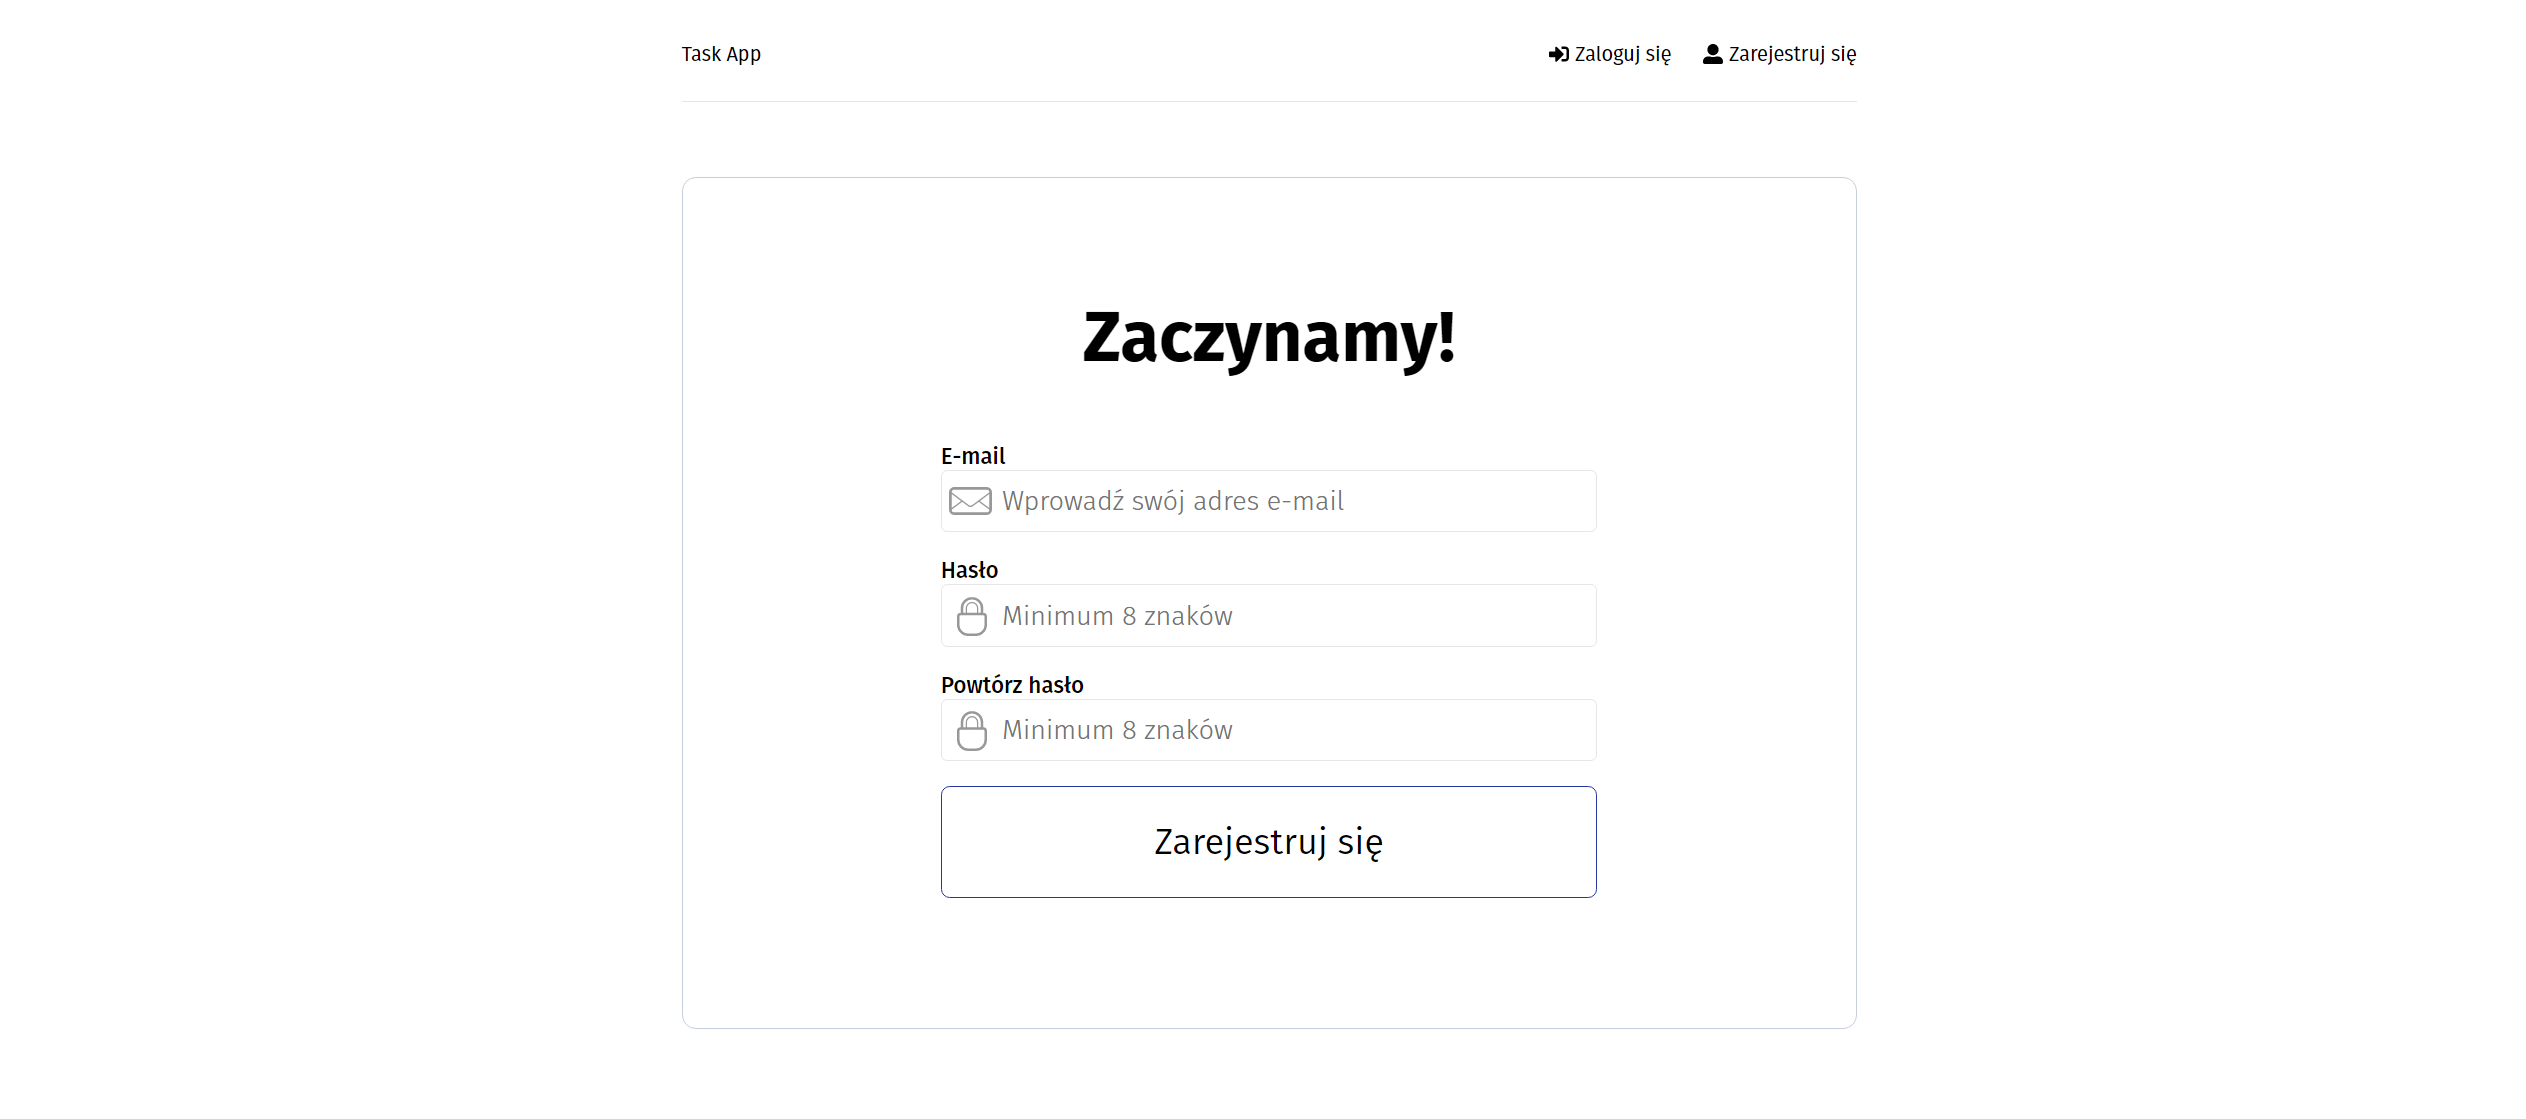 Task App
Zaloguj się
Zarejestruj się
Zaczynamy!
E-mail
Wprowadź swój adres e-mail
Hasło
Minimum 8 znaków
Powtórz hasło
Minimum 8 znaków
Zarejestruj się